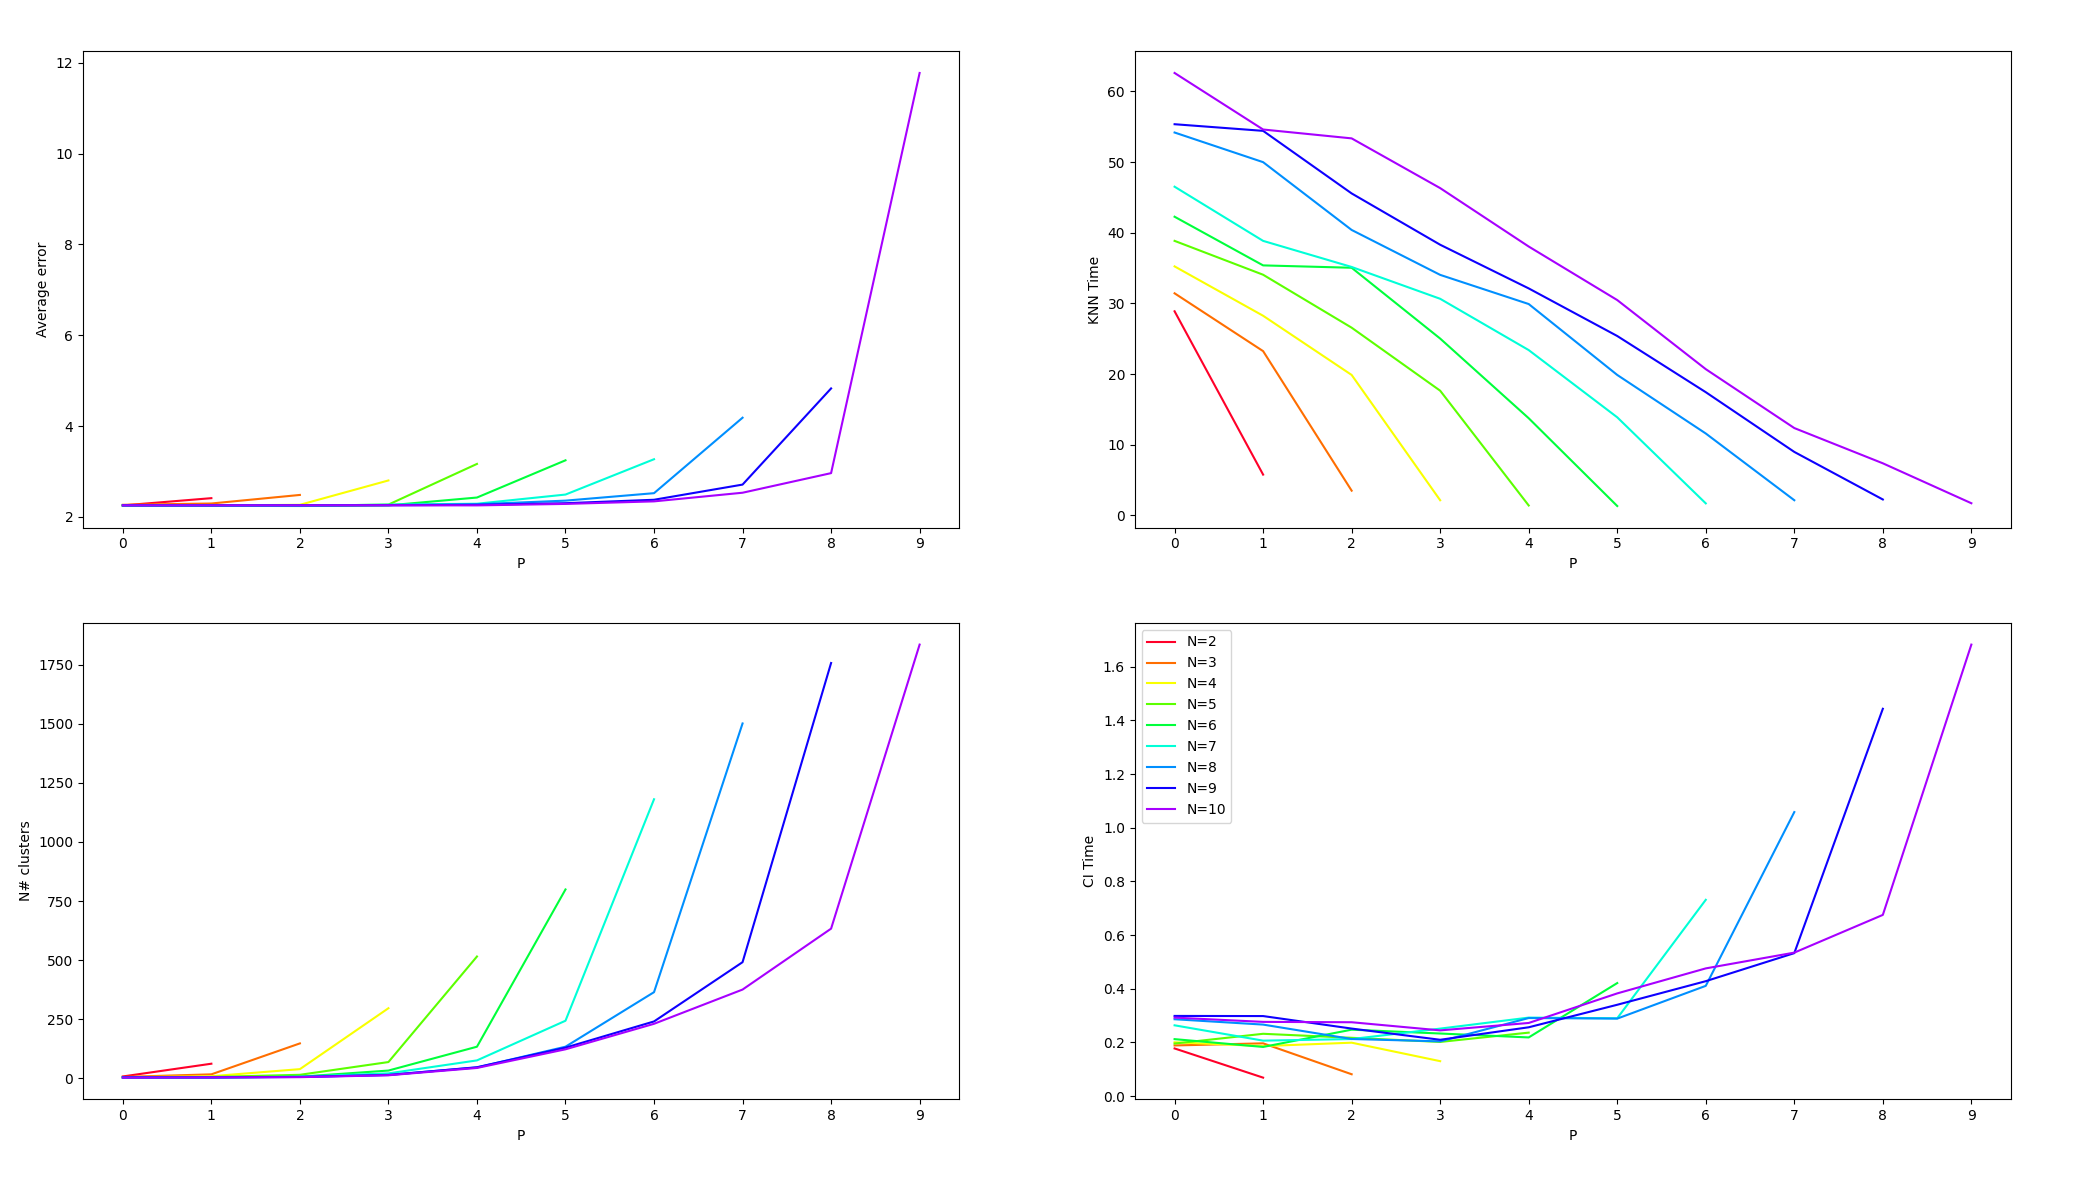 12
10
8
6
4
2
Average error
0 1 2 3 4 5 6 7 8 9
P
60
50
40
30
20
10
0
KNN Time
0 1 2 3 4 5 6 7 8 9
P
1750
1500
1250
1000
750
500
250
0
N# clusters
0 1 2 3 4 5 6 7 8 9
P
1.6
1.4
1.2
1.0
0.8
0.6
0.4
0.2
0.0
CI Time
N=2
N=3
N=4
N=5
N=6
N=7
N=8
N=9
N=10
0 1 2 3 4 5 6 7 8 9
P